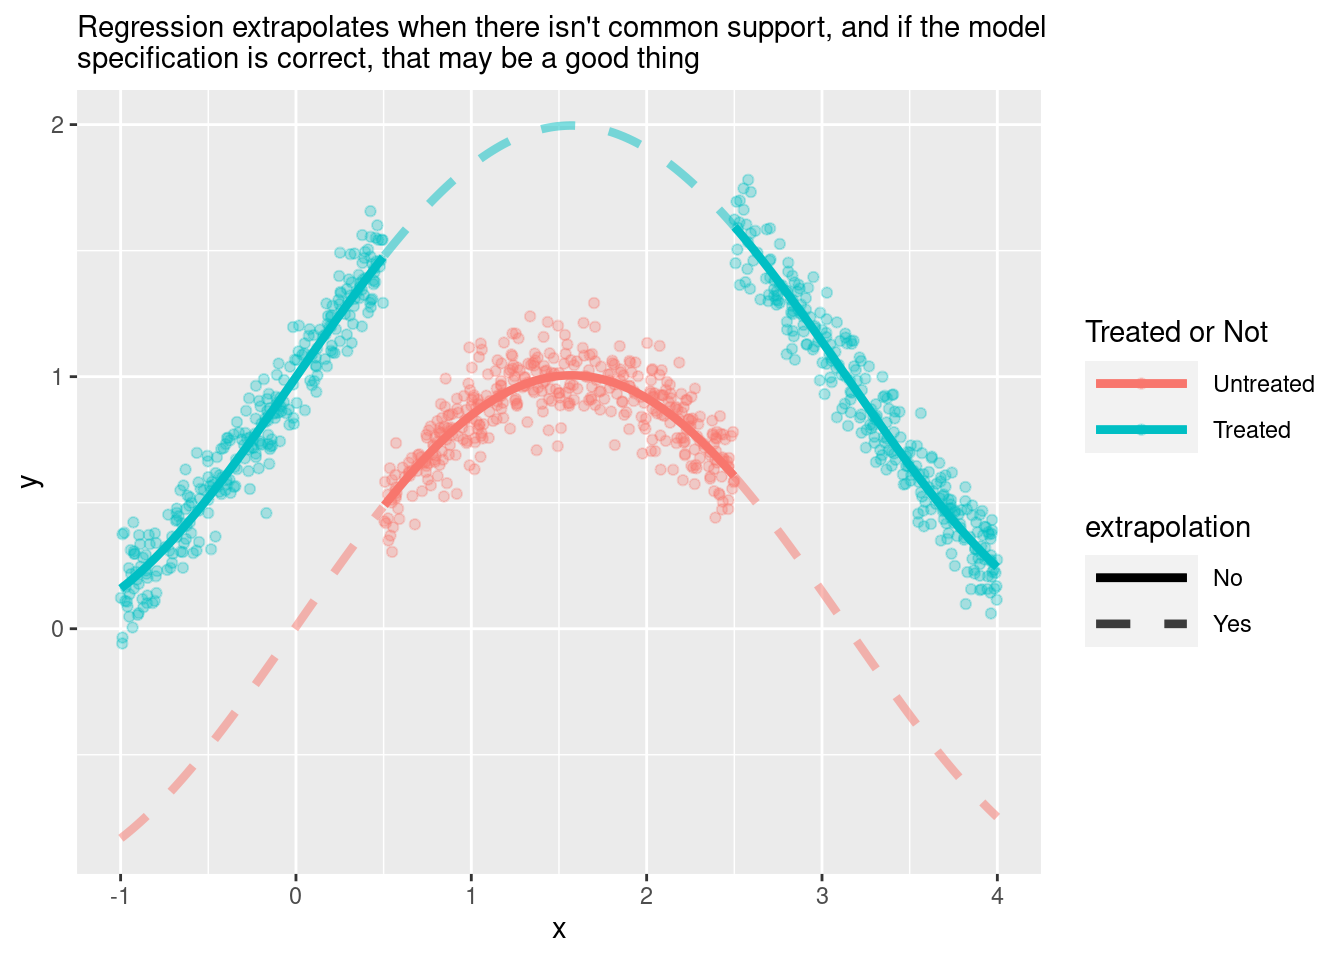 Regression extrapolates when there isn't common support, and if the model
specification is correct, that may be a good thing
2
1
0
y
-1
0
1
2
3
4
x
Treated or Not
Untreated
Treated
extrapolation
No
Yes